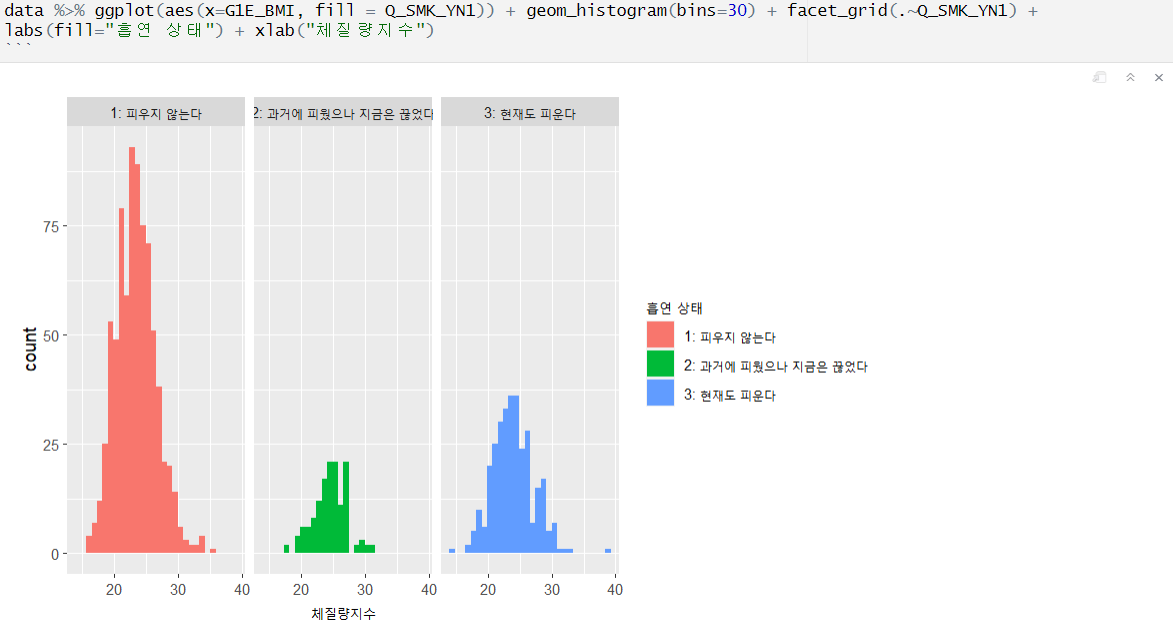 data %>% ggplot(aes(x=G1E_BMI, fill = Q_SMK_YN1)) + geom_histogram(bins=30) + facet_grid(.~Q_SMK_YN1) +
labs(fill="흡연 상태") + xlab("체질량지수")
```
1: 피우지 않는다
2: 과거에 피웠으나 지금은 끊었다
3: 현재도 피운다
75
50
25
0
count
20 30 40
20 30 40
20 30 40
체질량지수
흡연 상태
1: 피우지 않는다
2: 과거에 피웠으나 지금은 끊었다
3: 현재도 피운다